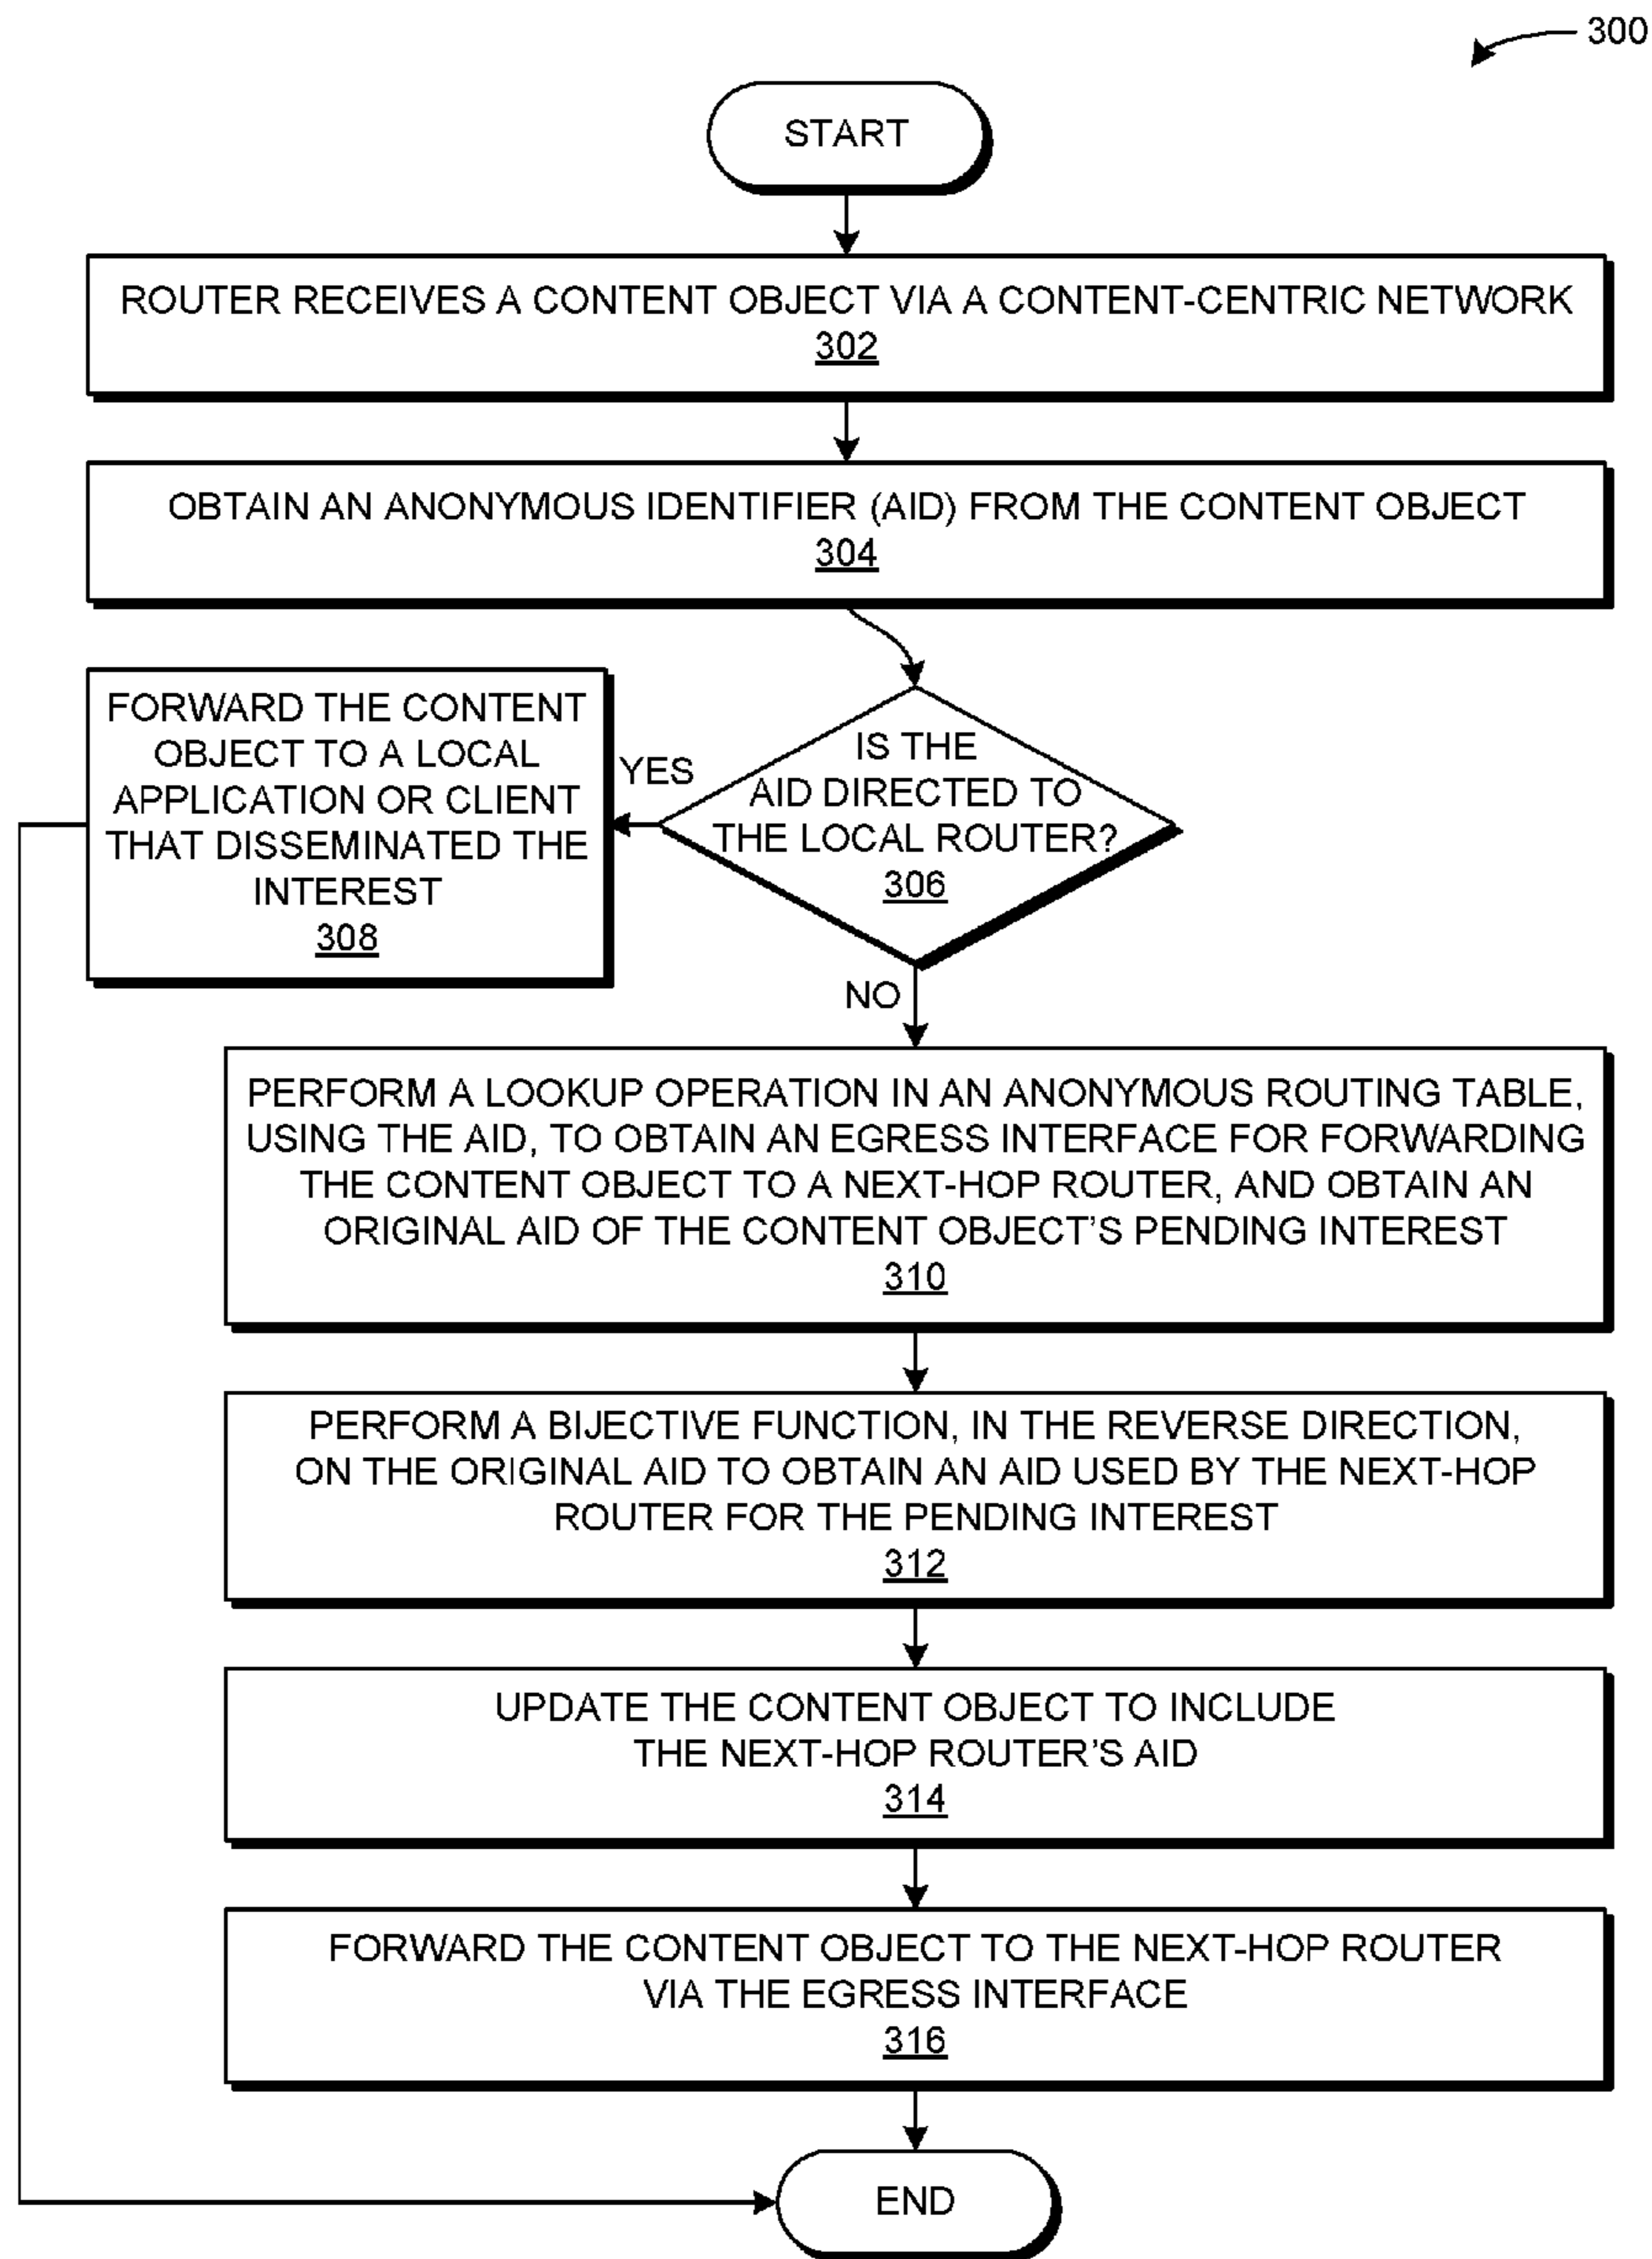 300
START
ROUTER RECEIVES A CONTENT OBJECT VIA A CONTENT-CENTRIC NETWORK
302
OBTAIN AN ANONYMOUS IDENTIFIER (AID) FROM THE CONTENT OBJECT
304
IS THE
AID DIRECTED TO
THE LOCAL ROUTER?
306
YES
FORWARD THE CONTENT
OBJECT TO A LOCAL
APPLICATION OR CLIENT
THAT DISSEMINATED THE
INTEREST
308
NO
PERFORM A LOOKUP OPERATION IN AN ANONYMOUS ROUTING TABLE,
USING THE AID, TO OBTAIN AN EGRESS INTERFACE FOR FORWARDING
THE CONTENT OBJECT TO A NEXT-HOP ROUTER, AND OBTAIN AN
ORIGINAL AID OF THE CONTENT OBJECT'S PENDING INTEREST
310
PERFORM A BIJECTIVE FUNCTION, IN THE REVERSE DIRECTION,
ON THE ORIGINAL AID TO OBTAIN AN AID USED BY THE NEXT-HOP
ROUTER FOR THE PENDING INTEREST
312
UPDATE THE CONTENT OBJECT TO INCLUDE
THE NEXT-HOP ROUTER'S AID
314
FORWARD THE CONTENT OBJECT TO THE NEXT-HOP ROUTER
VIA THE EGRESS INTERFACE
316
END